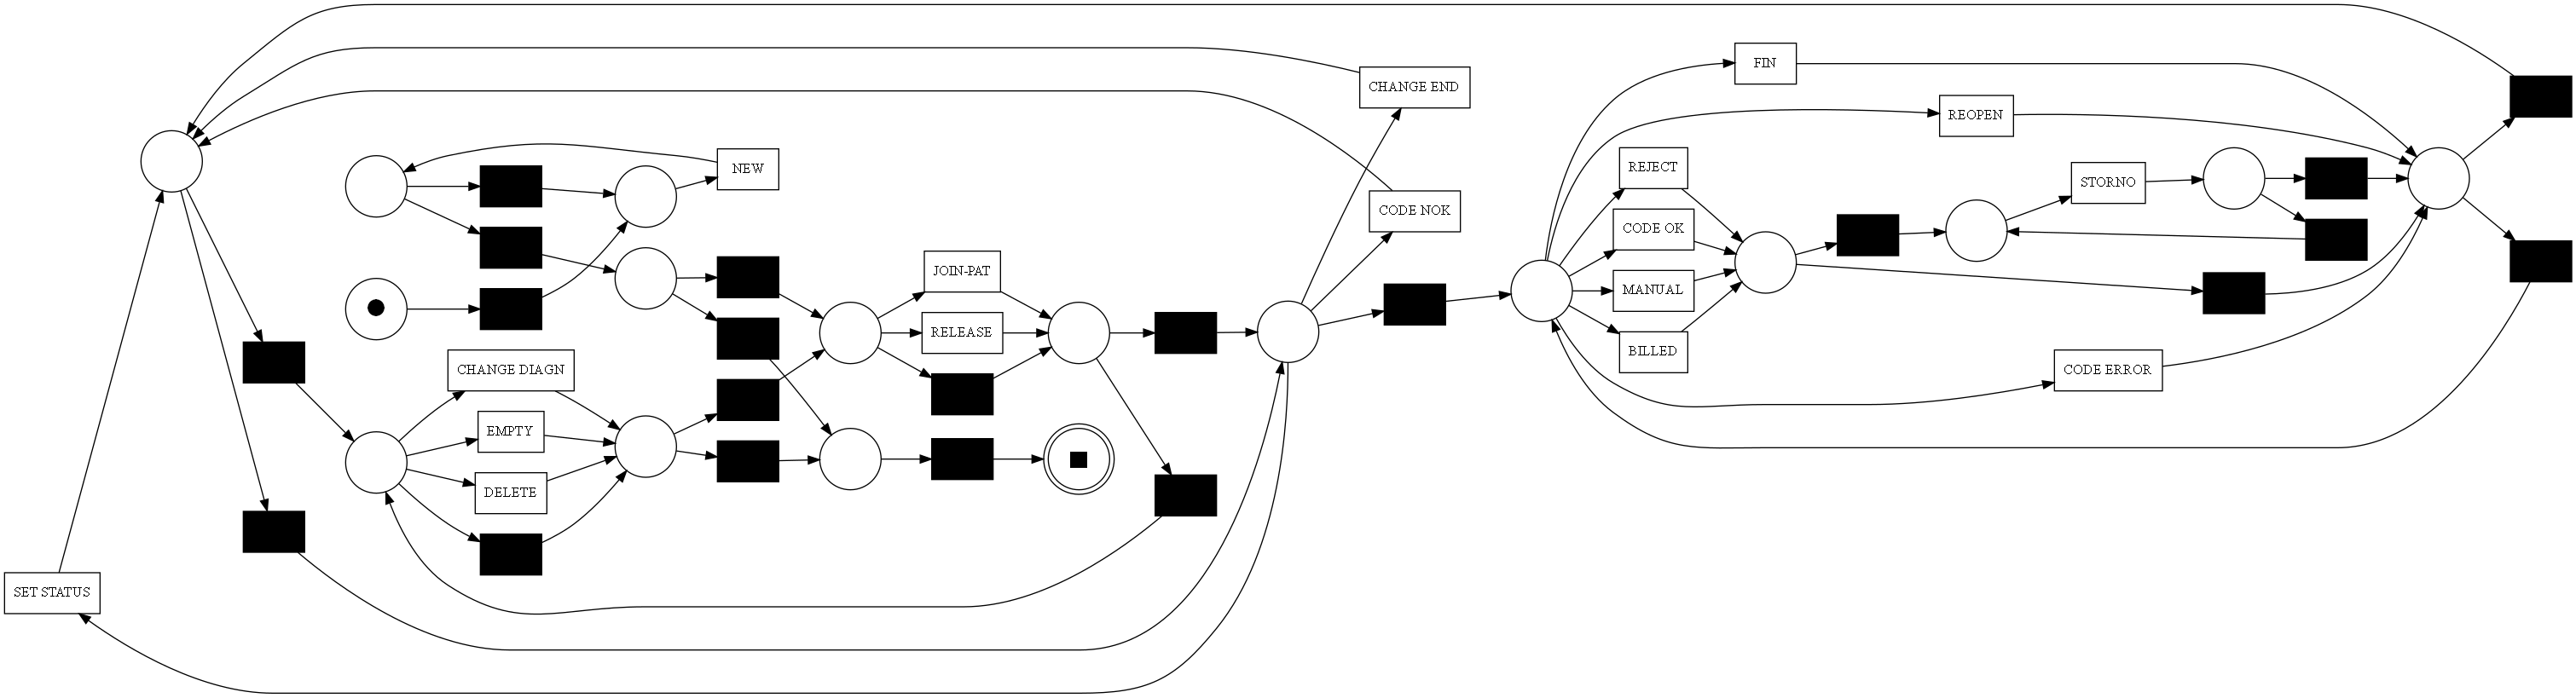 CHANGE END
FIN
REOPEN
NEW
REJECT
STORNO
CODE NOK
CODE OK
JOIN-PAT
MANUAL
RELEASE
BILLED
CHANGE DIAGN
CODE ERROR
EMPTY
DELETE
SET STATUS